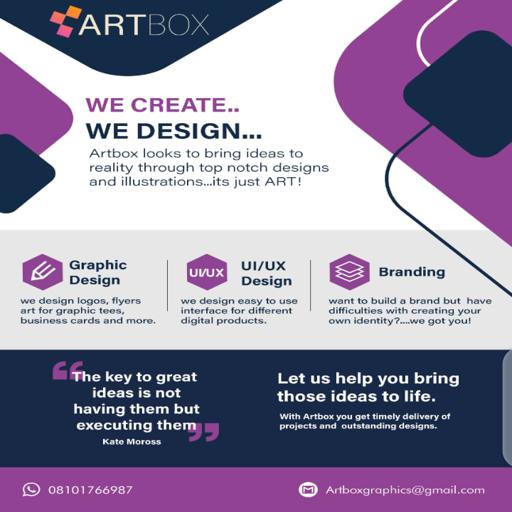 ARTBOX
WE CREATE..
WE DESIGN...
Artbox looks to bring ideas to
reality through top notch designs
and illustrations...its just ART!
Graphic
Design
we design logos, flyers
art for graphic tees,
business cards and more.
UI/UX
UI/UX
Design
we design easy to use
interface for different
digital products.
Branding
want to build a brand but have
difficulties with creating your
own identity?....we got you!
“The key to great
ideas is not
having them but
executing them”
Kate Moross
Let us help you bring
those ideas to life.
With Artbox you get timely delivery of
projects and outstanding designs.
08101766987
Artboxgraphics@gmail.com